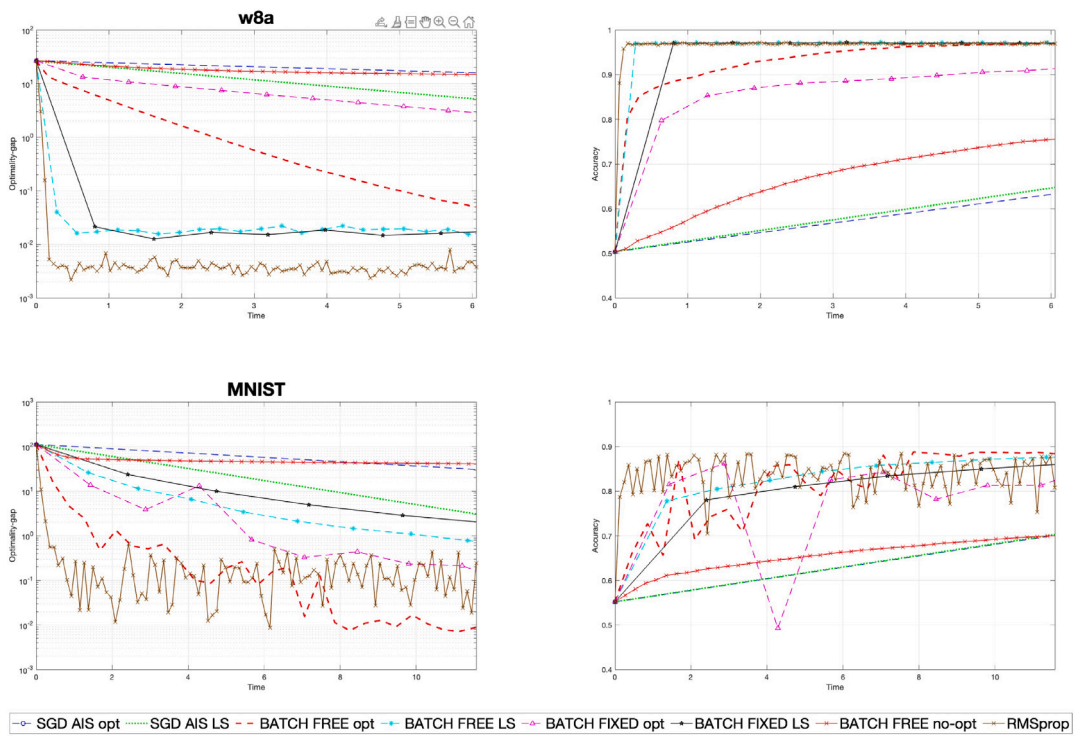 w8a
10^2
10^1
10^0
10^-1
10^-2
10^-3
Optimality-gap
0 1 2 3 4 5 6
Time
1
0.9
0.8
0.7
0.6
0.5
0.4
Accuracy
0 1 2 3 4 5 6
Time
MNIST
10^3
10^2
10^1
10^0
10^-1
10^-2
10^-3
Optimality-gap
0 2 4 6 8 10
Time
1
0.9
0.8
0.7
0.6
0.5
0.4
Accuracy
0 2 4 6 8 10
Time
SGD AIS opt SGD AIS LS BATCH FREE opt BATCH FREE LS BATCH FIXED opt BATCH FIXED LS BATCH FREE no-opt RMSprop